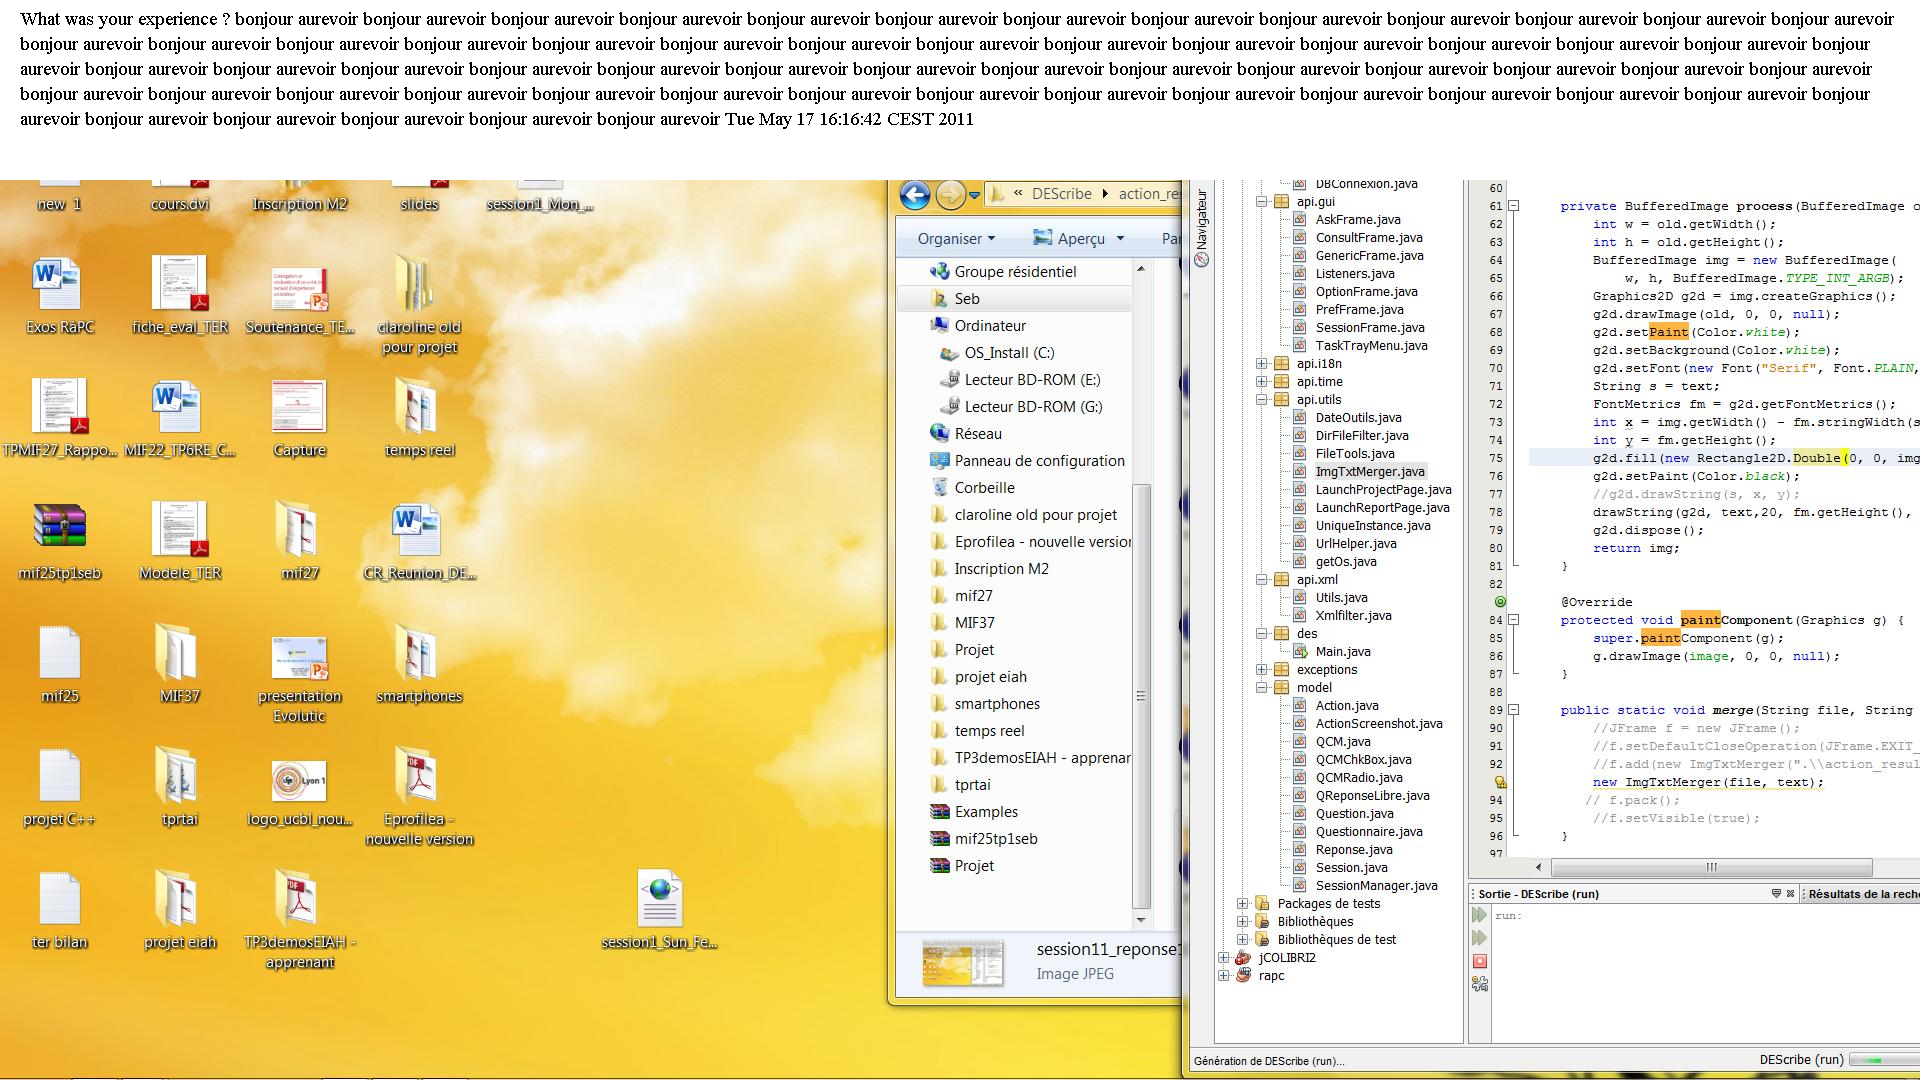 What was your experience ? bonjour aurevoir bonjour aurevoir bonjour aurevoir bonjour aurevoir bonjour aurevoir bonjour aurevoir bonjour aurevoir bonjour aurevoir bonjour aurevoir bonjour aurevoir bonjour aurevoir bonjour aurevoir bonjour aurevoir
bonjour aurevoir bonjour aurevoir bonjour aurevoir bonjour aurevoir bonjour aurevoir bonjour aurevoir bonjour aurevoir bonjour aurevoir bonjour aurevoir bonjour aurevoir bonjour aurevoir bonjour aurevoir bonjour aurevoir bonjour aurevoir bonjour
aurevoir bonjour aurevoir bonjour aurevoir bonjour aurevoir bonjour aurevoir bonjour aurevoir bonjour aurevoir bonjour aurevoir bonjour aurevoir bonjour aurevoir bonjour aurevoir bonjour aurevoir bonjour aurevoir bonjour aurevoir bonjour aurevoir
bonjour aurevoir bonjour aurevoir bonjour aurevoir bonjour aurevoir bonjour aurevoir bonjour aurevoir bonjour aurevoir bonjour aurevoir bonjour aurevoir bonjour aurevoir bonjour aurevoir bonjour aurevoir bonjour aurevoir bonjour aurevoir bonjour
aurevoir bonjour aurevoir bonjour aurevoir bonjour aurevoir bonjour aurevoir bonjour aurevoir Tue May 17 16:16:42 CEST 2011
new 1
cours.dvi
Inscription M2
slides
session1_Mon_...
Exos RàPC
fiche_eval_TER
Soutenance_TE...
claroline old
pour projet
TPMIF27_Rappo...
MIF22_TP6RE_C...
Capture
temps reel
mif25tp1seb
Modele_TER
mif27
CR_Reunion_DE...
mif25
MIF37
presentation
Evolutic
smartphones
projet C++
tprtai
logo_ucbl_nou...
Eprofilea -
nouvelle version
ter bilan
projet eiah
TP3demosEIAH -
apprenant
session1_Sun_Fe...
« DEScribe action_re
Organiser Aperçu Pa
Groupe résidentiel
Seb
Ordinateur
OS_Install (C:)
Lecteur BD-ROM (E:)
Lecteur BD-ROM (G:)
Réseau
Panneau de configuration
Corbeille
claroline old pour projet
Eprofilea - nouvelle version
Inscription M2
mif27
MIF37
Projet
projet eiah
smartphones
temps reel
TP3demosEIAH - apprenar
tprtai
Examples
mif25tp1seb
Projet
session11_reponse1
Image JPEG
Navigateur
DBConnexion.java
api.gui
AskFrame.java
ConsultFrame.java
GenericFrame.java
Listeners.java
OptionFrame.java
PrefFrame.java
SessionFrame.java
TaskTrayMenu.java
api.i18n
api.time
api.utils
DateOutils.java
DirFileFilter.java
FileTools.java
ImgTxtMerger.java
LaunchProjectPage.java
LaunchReportPage.java
UniqueInstance.java
UrlHelper.java
getOs.java
api.xml
Utils.java
Xmlfilter.java
des
Main.java
exceptions
model
Action.java
ActionScreenshot.java
QCM.java
QCMChkBox.java
QCMRadio.java
QReponseLibre.java
Question.java
Questionnaire.java
Reponse.java
Session.java
SessionManager.java
Packages de tests
Bibliothèques
Bibliothèques de test
jCOLIBRI2
rapc
60
61 private BufferedImage process(BufferedImage o
62 int w = old.getWidth();
63 int h = old.getHeight();
64 BufferedImage img = new BufferedImage(
65 w, h, BufferedImage.TYPE_INT_ARGB);
66 Graphics2D g2d = img.createGraphics();
67 g2d.drawImage(old, 0, 0, null);
68 g2d.setPaint(Color.white);
69 g2d.setBackground(Color.white);
70 g2d.setFont(new Font("Serif", Font.PLAIN,
71 String s = text;
72 FontMetrics fm = g2d.getFontMetrics();
73 int x = img.getWidth() - fm.stringWidth(s
74 int y = fm.getHeight();
75 g2d.fill(new Rectangle2D.Double(0, 0, img
76 g2d.setPaint(Color.black);
77 //g2d.drawString(s, x, y);
78 drawString(g2d, text,20, fm.getHeight(),
79 g2d.dispose();
80 return img;
81 }
82
@Override
84 protected void paintComponent(Graphics g) {
85 super.paintComponent(g);
86 g.drawImage(image, 0, 0, null);
87 }
88
89 public static void merge(String file, String
90 //JFrame f = new JFrame();
91 //f.setDefaultCloseOperation(JFrame.EXIT_
92 //f.add(new ImgTxtMerger(".\\action_resul
new ImgTxtMerger(file, text);
94 // f.pack();
95 //f.setVisible(true);
96 }
97
Sortie - DEScribe (run) Résultats de la reche
run:
Génération de DEScribe (run)...
DEScribe (run)